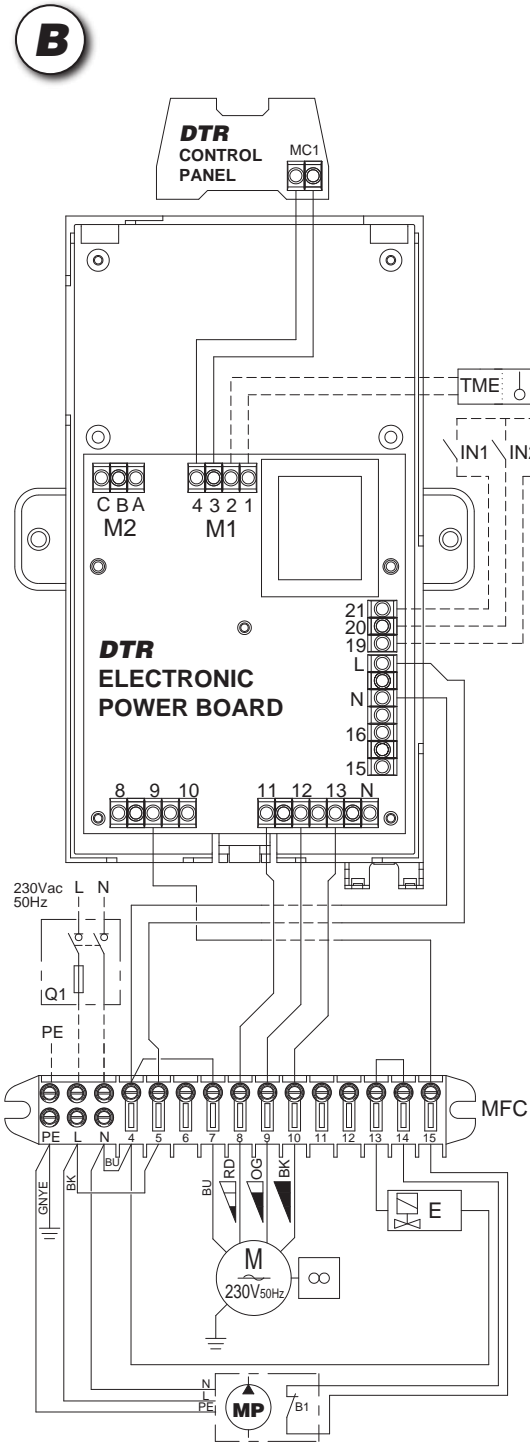 B
DTR
CONTROL
PANEL
MC1
TME
IN1
C B A
M2
4 3 2 1
M1
21
20
19
L
N
16
15
DTR
ELECTRONIC
POWER BOARD
8 9 10
11 12 13 N
230Vac
50Hz
L N
Q1
PE
MFC
PE L N 4 5 6 7 8 9 10 11 12 13 14 15
GNYE
BK
BU
BU
RD
OG
BK
E
M
230V50Hz
∞
N
L
PE
MP
B1